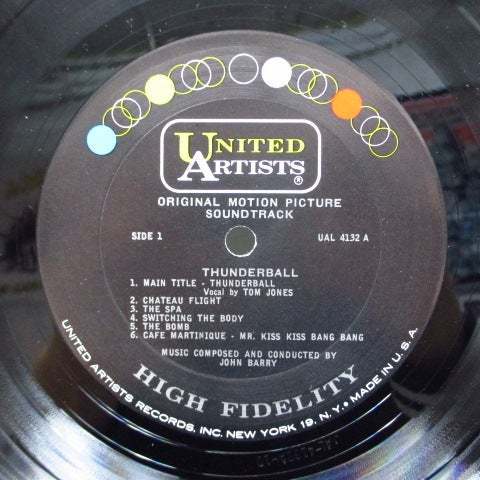 UNITED
ARTISTS®
ORIGINAL MOTION PICTURE
SOUNDTRACK
SIDE 1
UAL 4132 A
THUNDERBALL
1. MAIN TITLE - THUNDERBALL
Vocal by TOM JONES
2. CHATEAU FLIGHT
3. THE SPA
4. SWITCHING THE BODY
5. THE BOMB
6. CAFE MARTINIQUE - MR. KISS KISS BANG BANG
MUSIC COMPOSED AND CONDUCTED BY
JOHN BARRY
HIGH FIDELITY
UNITED ARTISTS RECORDS, INC. NEW YORK 19, N.Y. • MADE IN U.S.A.